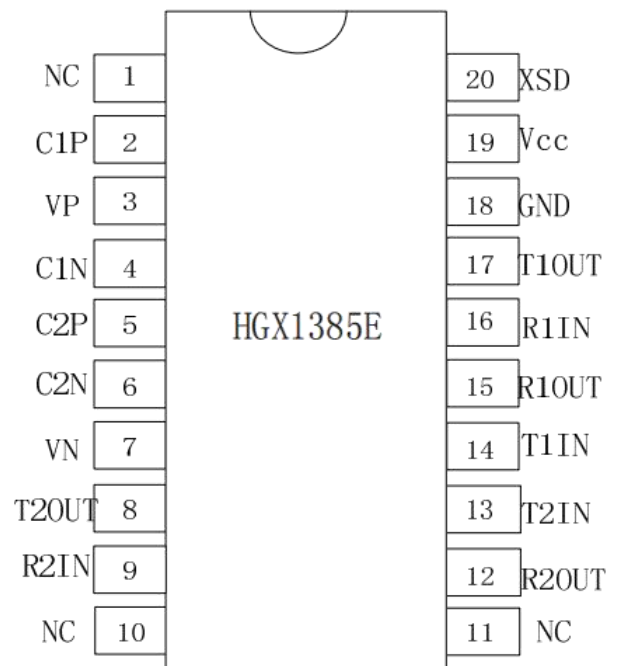 NC 1 20 XSD
C1P 2 19 Vcc
VP 3 18 GND
C1N 4 17 T1OUT
C2P 5 HGX1385E 16 R1IN
C2N 6 15 R1OUT
VN 7 14 T1IN
T2OUT 8 13 T2IN
R2IN 9 12 R2OUT
NC 10 11 NC